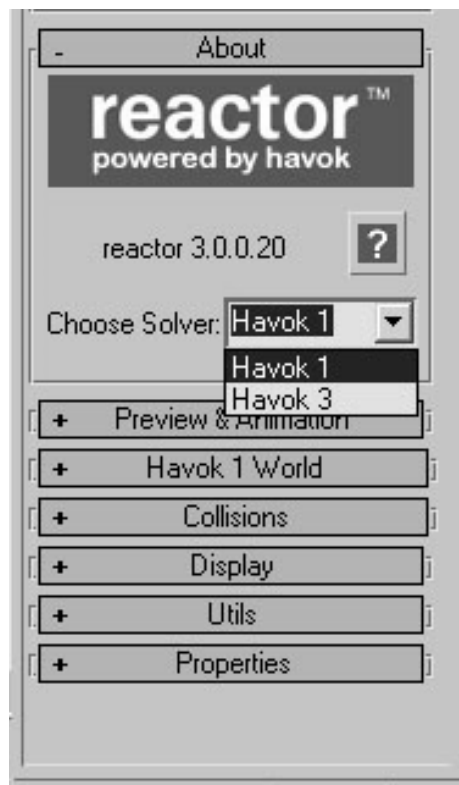 - About
reactor™
powered by havok
reactor 3.0.0.20 ?
Choose Solver: Havok 1
Havok 1
Havok 3
+ Preview & Animation
+ Havok 1 World
+ Collisions
+ Display
+ Utils
+ Properties